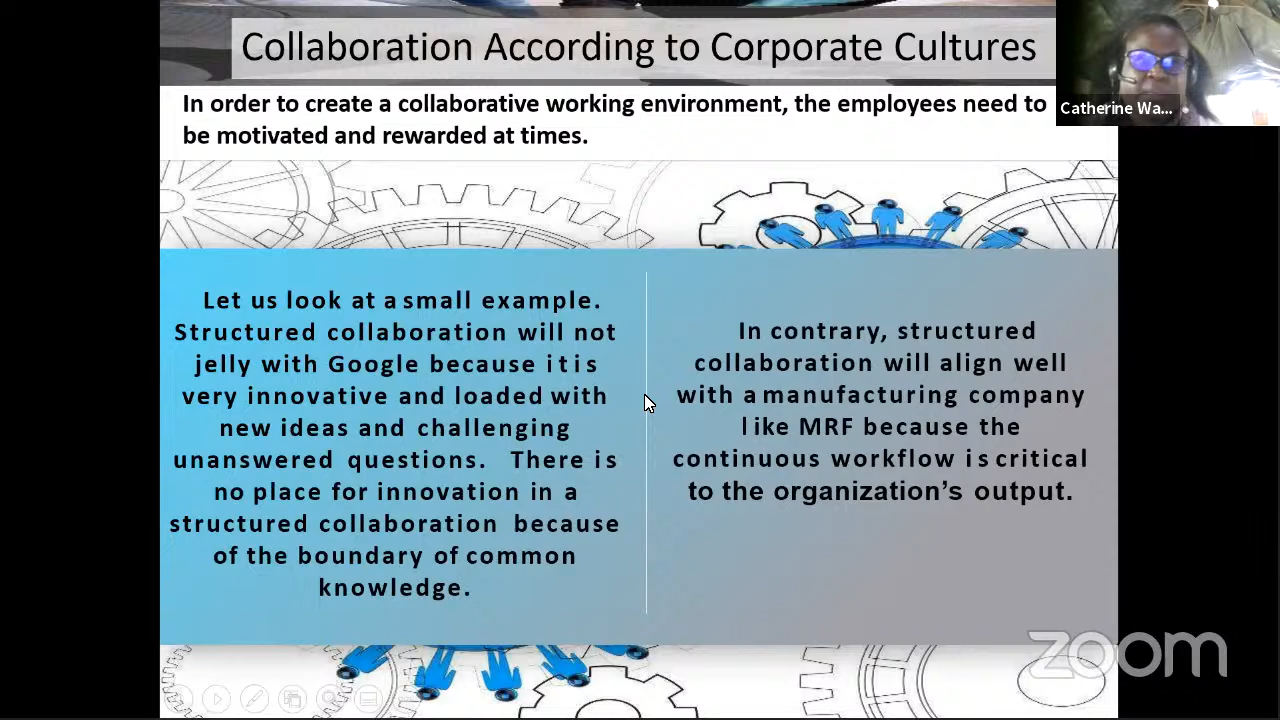 Collaboration According to Corporate Cultures
In order to create a collaborative working environment, the employees need to
be motivated and rewarded at times.
Catherine Wa...
Let us look at a small example.
Structured collaboration will not
jelly with Google because it is
very innovative and loaded with
new ideas and challenging
unanswered questions. There is
no place for innovation in a
structured collaboration because
of the boundary of common
knowledge.
In contrary, structured
collaboration will align well
with a manufacturing company
like MRF because the
continuous workflow is critical
to the organization’s output.
zoom